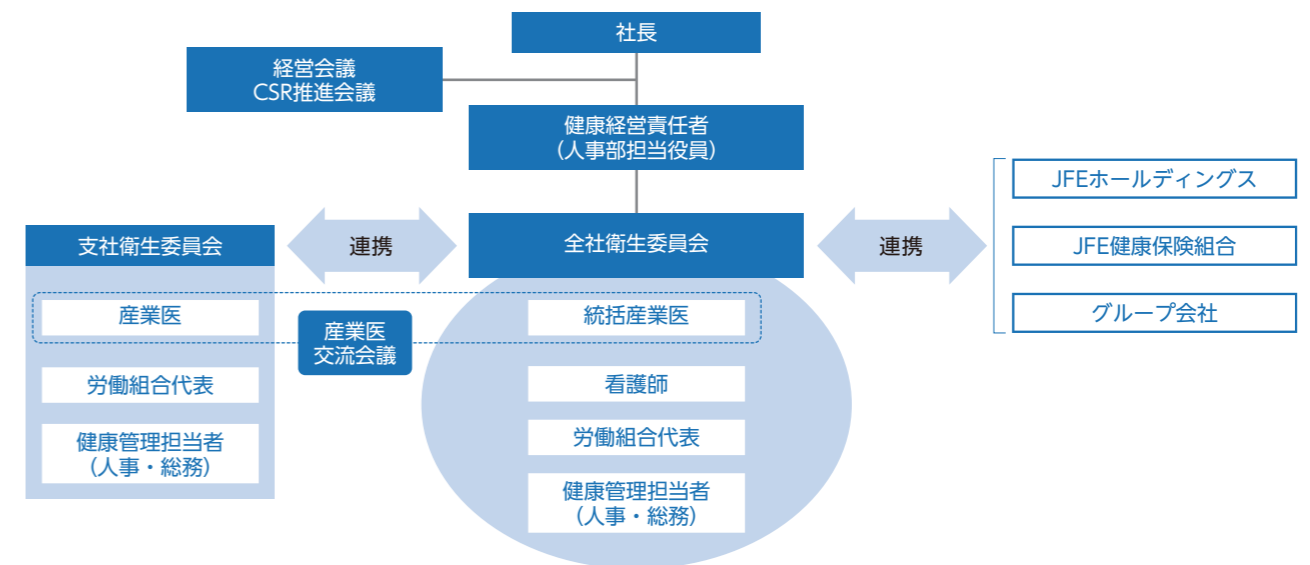 社長
経営会議
CSR推進会議
健康経営責任者
（人事部担当役員）
支社衛生委員会
連携
全社衛生委員会
連携
JFEホールディングス
JFE健康保険組合
グループ会社
産業医
産業医
交流会議
統括産業医
労働組合代表
健康管理担当者
（人事・総務）
看護師
労働組合代表
健康管理担当者
（人事・総務）